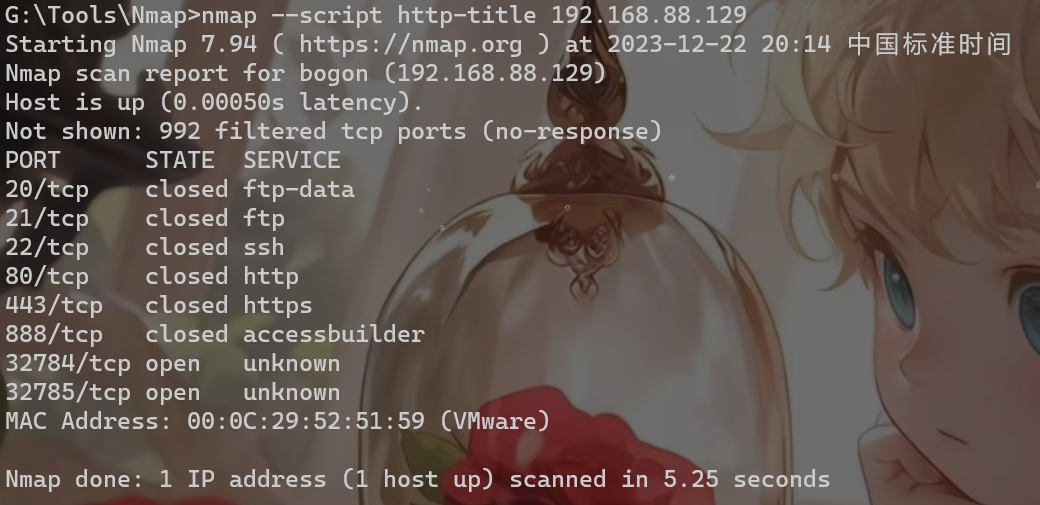 G:\Tools\Nmap>nmap --script http-title 192.168.88.129
Starting Nmap 7.94 ( https://nmap.org ) at 2023-12-22 20:14 中国标准时间
Nmap scan report for bogon (192.168.88.129)
Host is up (0.00050s latency).
Not shown: 992 filtered tcp ports (no-response)
PORT      STATE  SERVICE
20/tcp    closed ftp-data
21/tcp    closed ftp
22/tcp    closed ssh
80/tcp    closed http
443/tcp   closed https
888/tcp   closed accessbuilder
32784/tcp open   unknown
32785/tcp open   unknown
MAC Address: 00:0C:29:52:51:59 (VMware)
Nmap done: 1 IP address (1 host up) scanned in 5.25 seconds